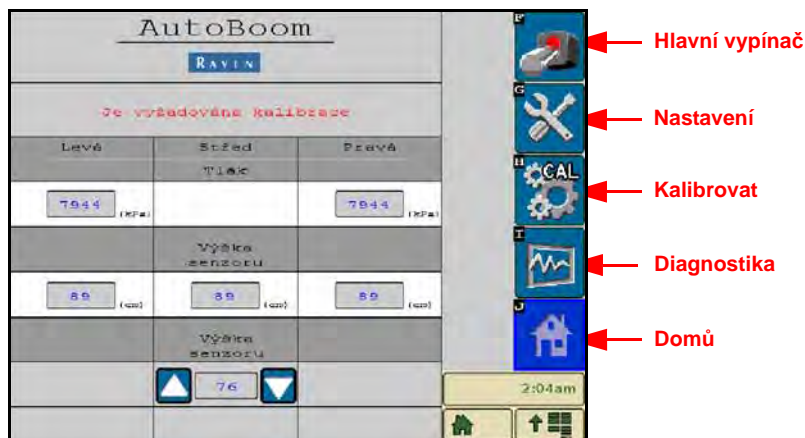 AutoBoom
RAVEN
Je vyžadována kalibrace
Levá Střed Pravá
Tlak
7944 (kPa) 7944 (kPa)
Výška
senzoru
89 (cm) 89 (cm) 89 (cm)
Výška
senzoru
76
F
Hlavní vypínač
G
Nastavení
H
CAL
Kalibrovat
I
Diagnostika
J
Domů
2:04am